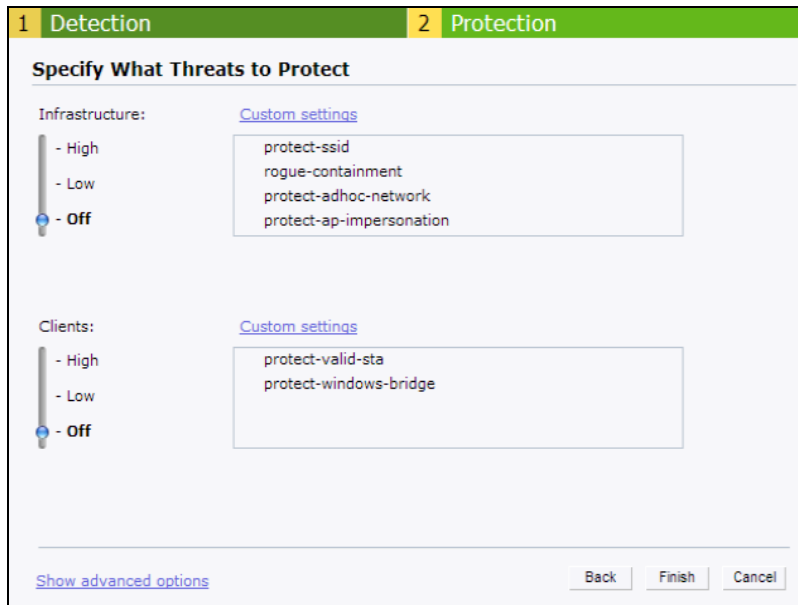 1 Detection 2 Protection
Specify What Threats to Protect
Infrastructure: Custom settings
- High
- Low
- Off
protect-ssid
rogue-containment
protect-adhoc-network
protect-ap-impersonation
Clients: Custom settings
- High
- Low
- Off
protect-valid-sta
protect-windows-bridge
Show advanced options Back Finish Cancel